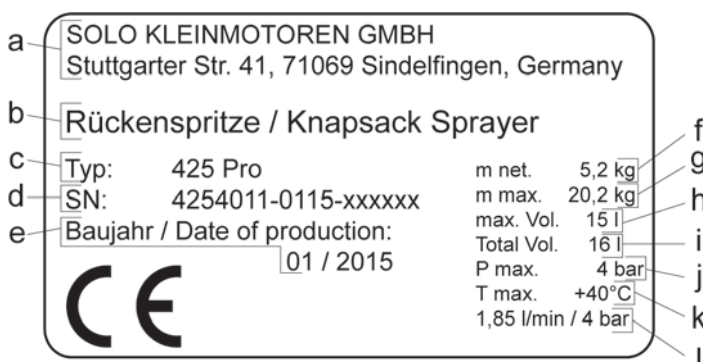 a
SOLO KLEINMOTOREN GMBH
Stuttgarter Str. 41, 71069 Sindelfingen, Germany
b
Rückenspritze / Knapsack Sprayer
c
Typ: 425 Pro
d
SN: 4254011-0115-xxxxxx
e
Baujahr / Date of production:
01 / 2015
CE
m net. 5,2 kg
f
m max. 20,2 kg
g
max. Vol. 15 l
h
Total Vol. 16 l
i
P max. 4 bar
j
T max. +40°C
k
1,85 l/min / 4 bar
l